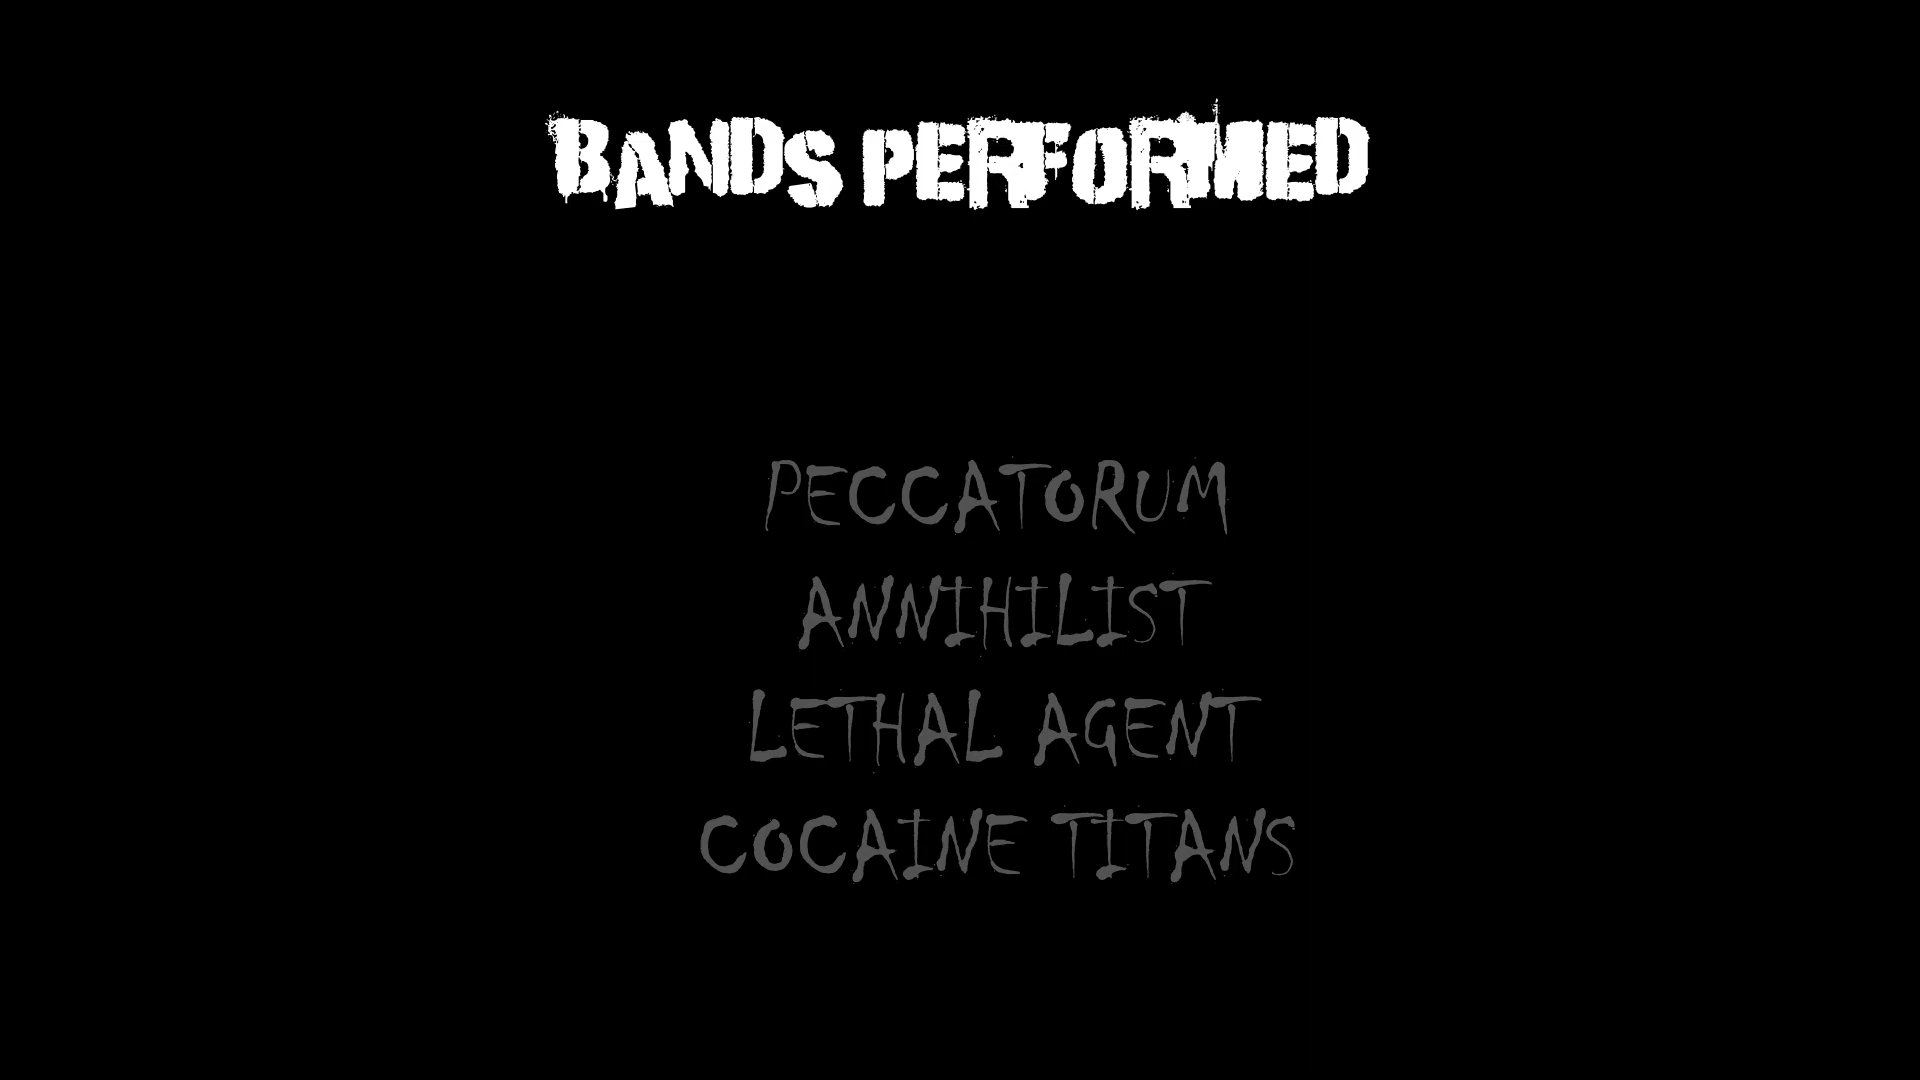 BANDS PERFORMED
PECCATORUM
ANNIHILIST
LETHAL AGENT
COCAINE TITANS